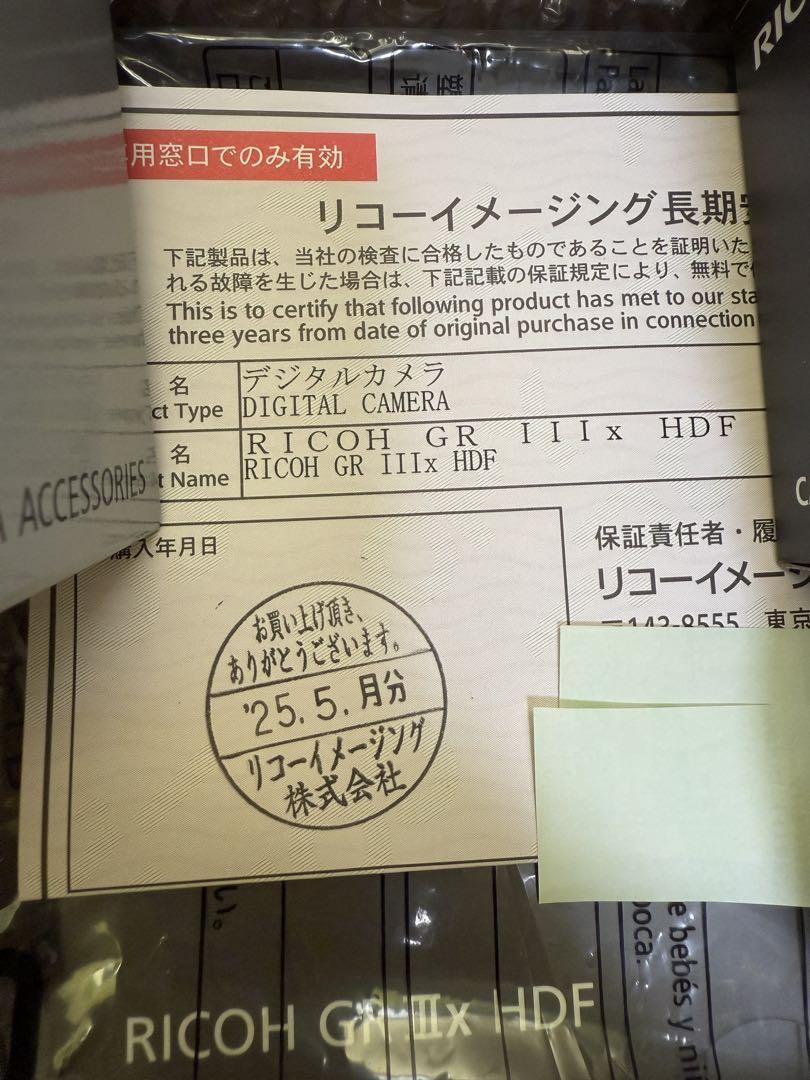 RICO
La
Pa
専用窓口でのみ有効
リコーイメージング長期
下記製品は、当社の検査に合格したものであることを証明いた
れる故障を生じた場合は、下記記載の保証規定により、無料で
This is to certify that following product has met to our sta
three years from date of original purchase in connection
名
デジタルカメラ
ct Type
DIGITAL CAMERA
名
ＲＩＣＯＨ　ＧＲ　ＩＩＩｘ　ＨＤＦ
t Name
RICOH GR IIIx HDF
ACCESSORIES
購入年月日
保証責任者・履
リコーイメージ
〒143-8555 東京
お買い上げ頂き、
ありがとうございます。
'25.5.月分
リコーイメージング
株式会社
い。
e bebés y niñ
boca.
RICOH GR IIIx HDF